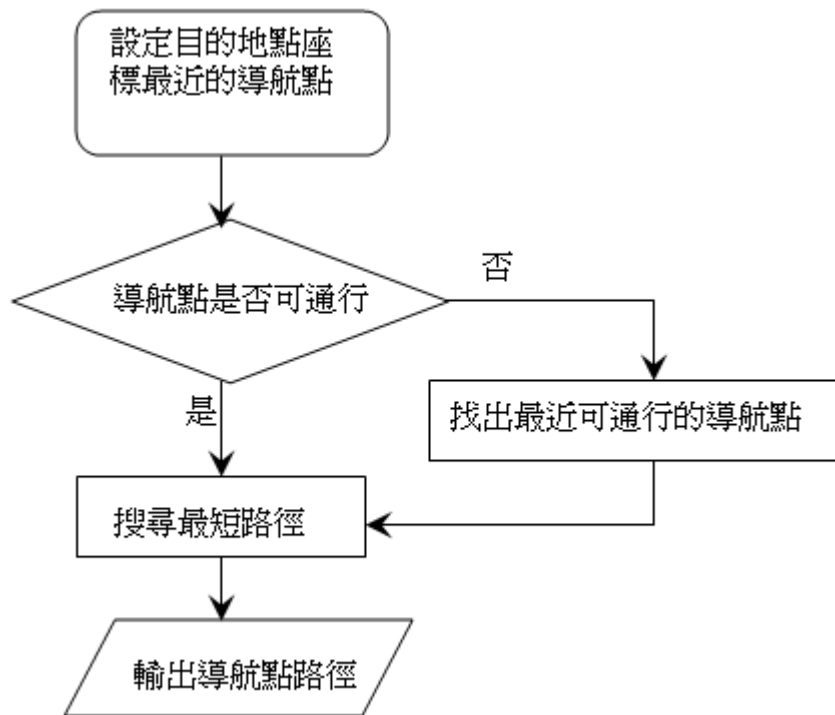 設定目的地點座
標最近的導航點
導航點是否可通行
否
是
找出最近可通行的導航點
搜尋最短路徑
輸出導航點路徑